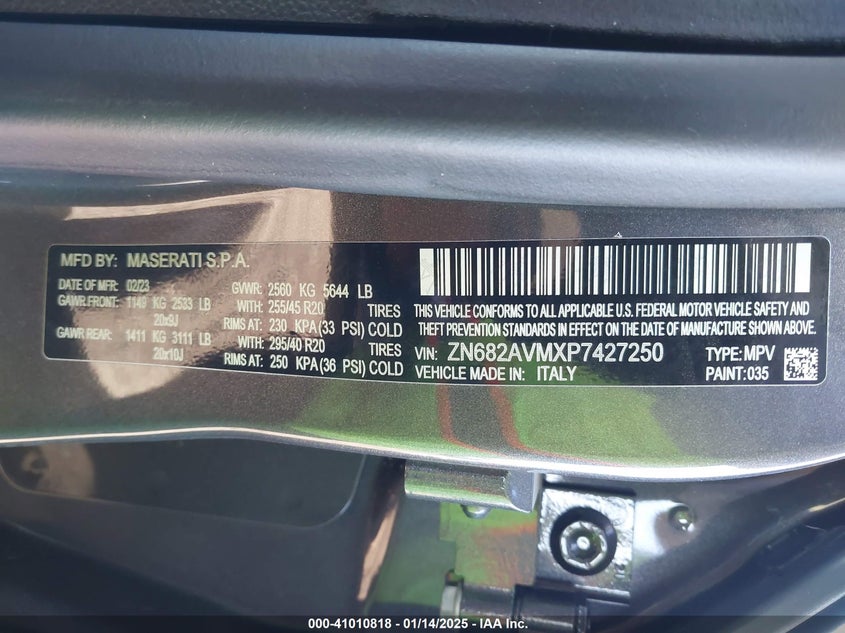 MFD BY: MASERATI S.P.A.
DATE OF MFR: 02/23 GVWR: 2560 KG 5644 LB
GAWR FRONT: 1149 KG 2533 LB WITH: 255/45 R20 TIRES
20x9J RIMS AT: 230 KPA (33 PSI) COLD
GAWR REAR: 1411 KG 3111 LB WITH: 295/40 R20 TIRES
20x10J RIMS AT: 250 KPA (36 PSI) COLD
THIS VEHICLE CONFORMS TO ALL APPLICABLE U.S. FEDERAL MOTOR VEHICLE SAFETY AND
THEFT PREVENTION STANDARDS IN EFFECT ON THE DATE OF MANUFACTURE SHOWN ABOVE.
VIN: ZN682AVMXP7427250 TYPE: MPV
VEHICLE MADE IN: ITALY PAINT: 035
000-41010818 - 01/14/2025 - IAA Inc.